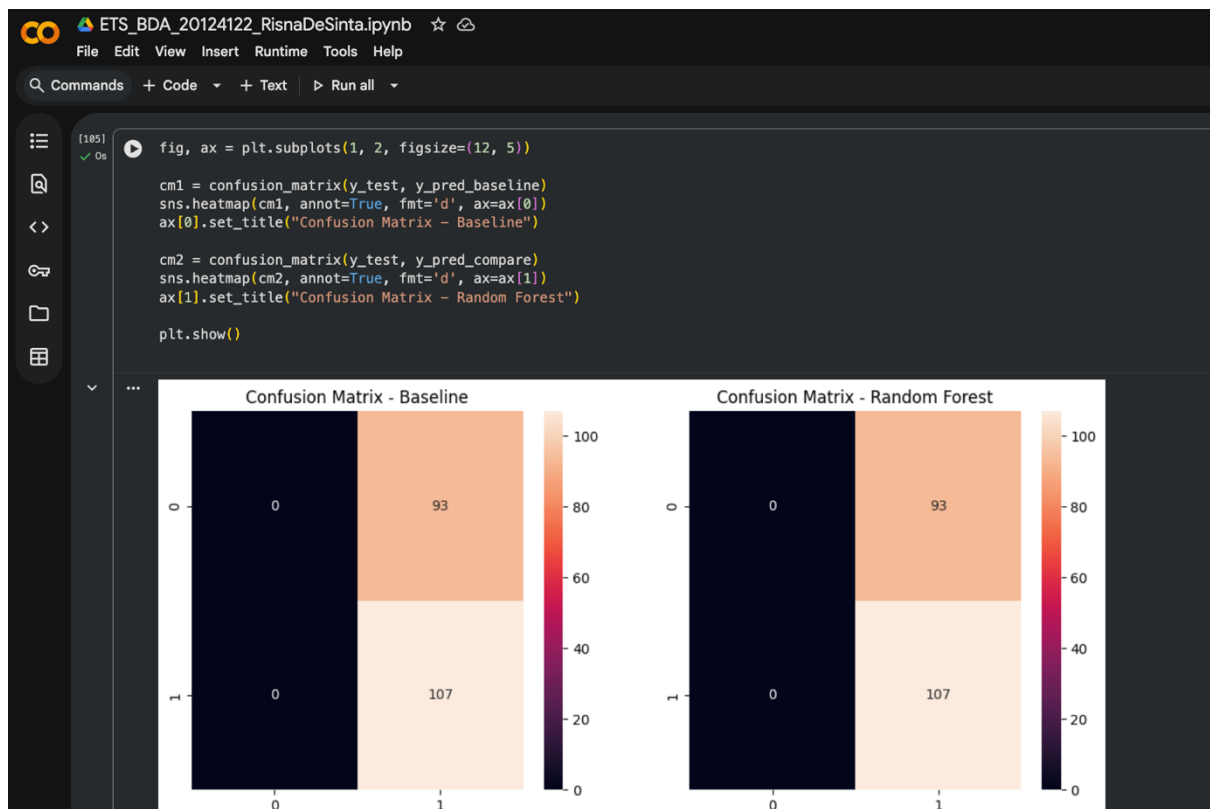 ETS_BDA_20124122_RisnaDeSinta.ipynb
File Edit View Insert Runtime Tools Help
Commands + Code + Text Run all
[105]
0s
fig, ax = plt.subplots(1, 2, figsize=(12, 5))
cm1 = confusion_matrix(y_test, y_pred_baseline)
sns.heatmap(cm1, annot=True, fmt='d', ax=ax[0])
ax[0].set_title("Confusion Matrix - Baseline")
cm2 = confusion_matrix(y_test, y_pred_compare)
sns.heatmap(cm2, annot=True, fmt='d', ax=ax[1])
ax[1].set_title("Confusion Matrix - Random Forest")
plt.show()
Confusion Matrix - Baseline
0
1
0
93
0
107
0
1
100
80
60
40
20
0
Confusion Matrix - Random Forest
0
1
0
93
0
107
0
1
100
80
60
40
20
0